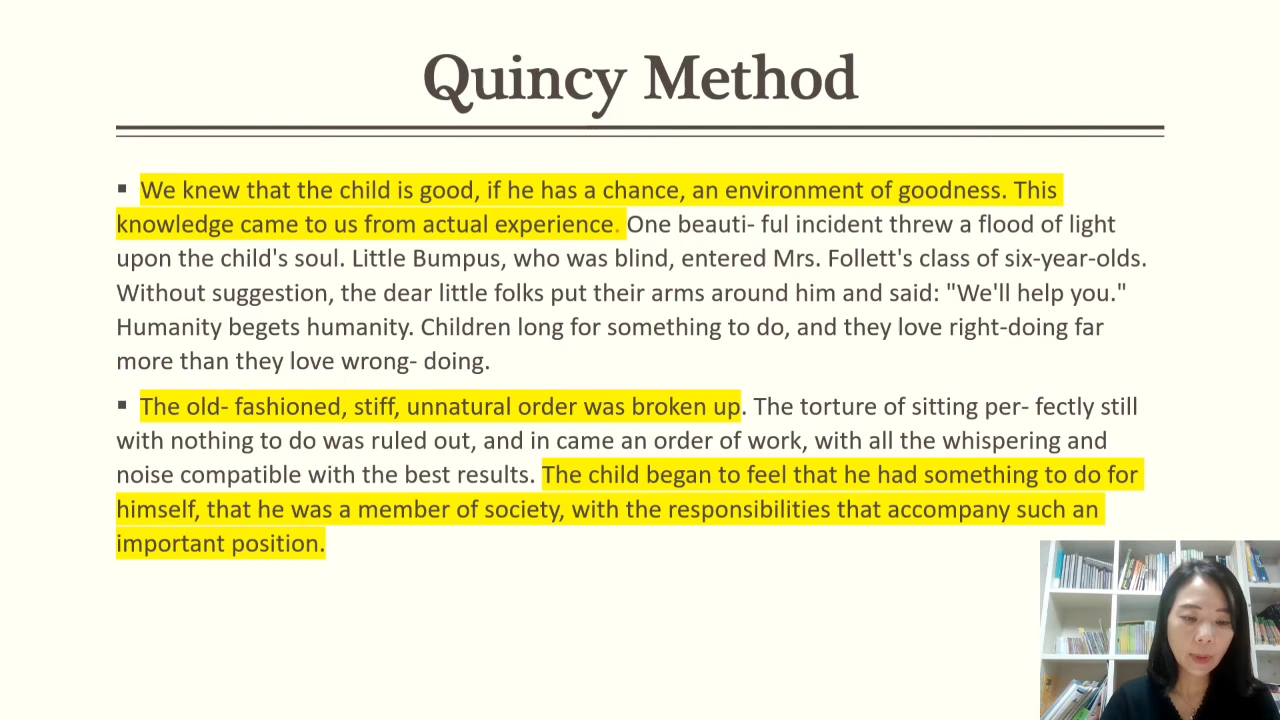 Quincy Method
▪ We knew that the child is good, if he has a chance, an environment of goodness. This
knowledge came to us from actual experience. One beauti- ful incident threw a flood of light
upon the child's soul. Little Bumpus, who was blind, entered Mrs. Follett's class of six-year-olds.
Without suggestion, the dear little folks put their arms around him and said: "We'll help you."
Humanity begets humanity. Children long for something to do, and they love right-doing far
more than they love wrong- doing.
▪ The old- fashioned, stiff, unnatural order was broken up. The torture of sitting per- fectly still
with nothing to do was ruled out, and in came an order of work, with all the whispering and
noise compatible with the best results. The child began to feel that he had something to do for
himself, that he was a member of society, with the responsibilities that accompany such an
important position.